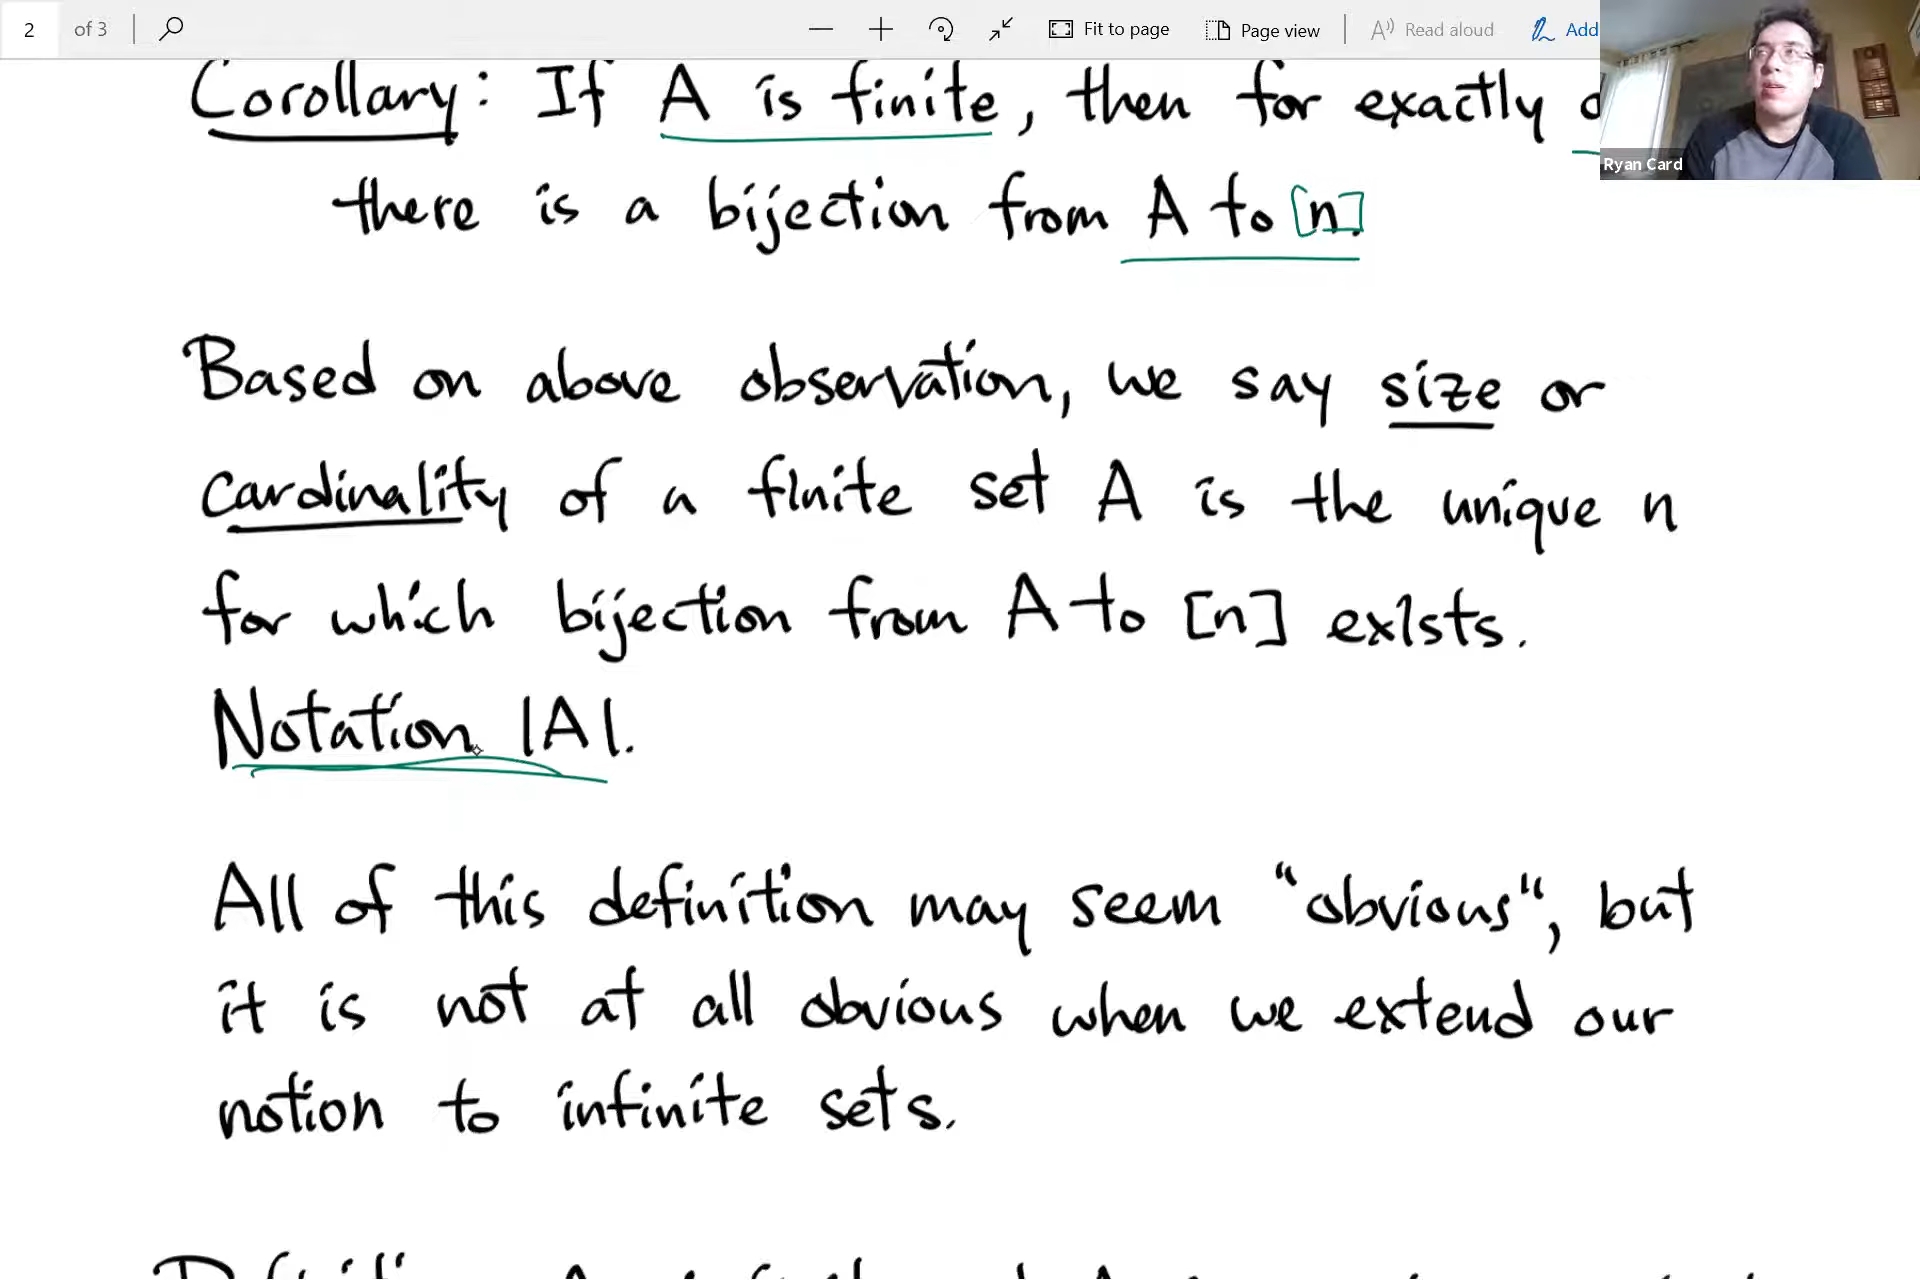 2 of 3 Fit to page Page view Read aloud Add
Ryan Card
Corollary: If A is finite, then for exactly
there is a bijection from A to [n]
Based on above observation, we say size or
cardinality of a finite set A is the unique n
for which bijection from A to [n] exists.
Notation |A|.
All of this definition may seem "obvious", but
it is not at all obvious when we extend our
notion to infinite sets.